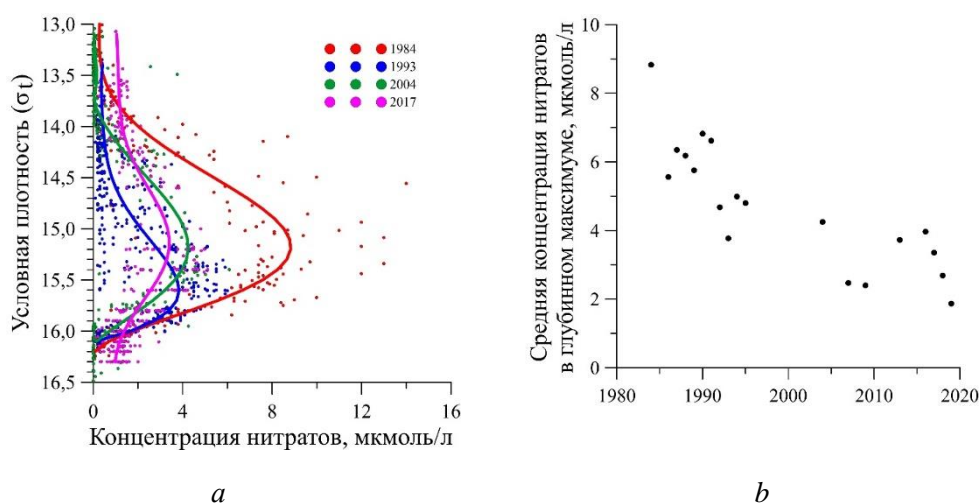 13,0
13,5
14,0
14,5
15,0
15,5
16,0
16,5
0 4 8 12 16
Условная плотность (σt)
Концентрация нитратов, мкмоль/л
1984
1993
2004
2017
a
10
8
6
4
2
0
1980 1990 2000 2010 2020
Средняя концентрация нитратов
в глубинном максимуме, мкмоль/л
b